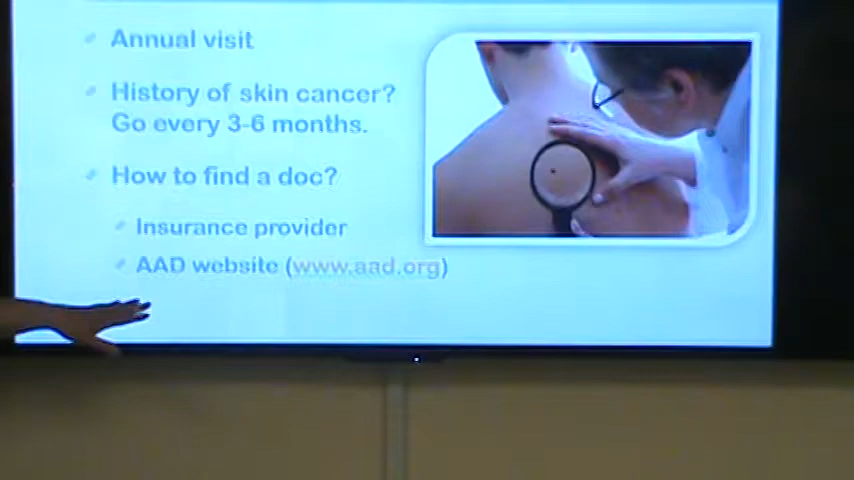 Annual visit
History of skin cancer?
Go every 3-6 months.
How to find a doc?
Insurance provider
AAD website (www.aad.org)